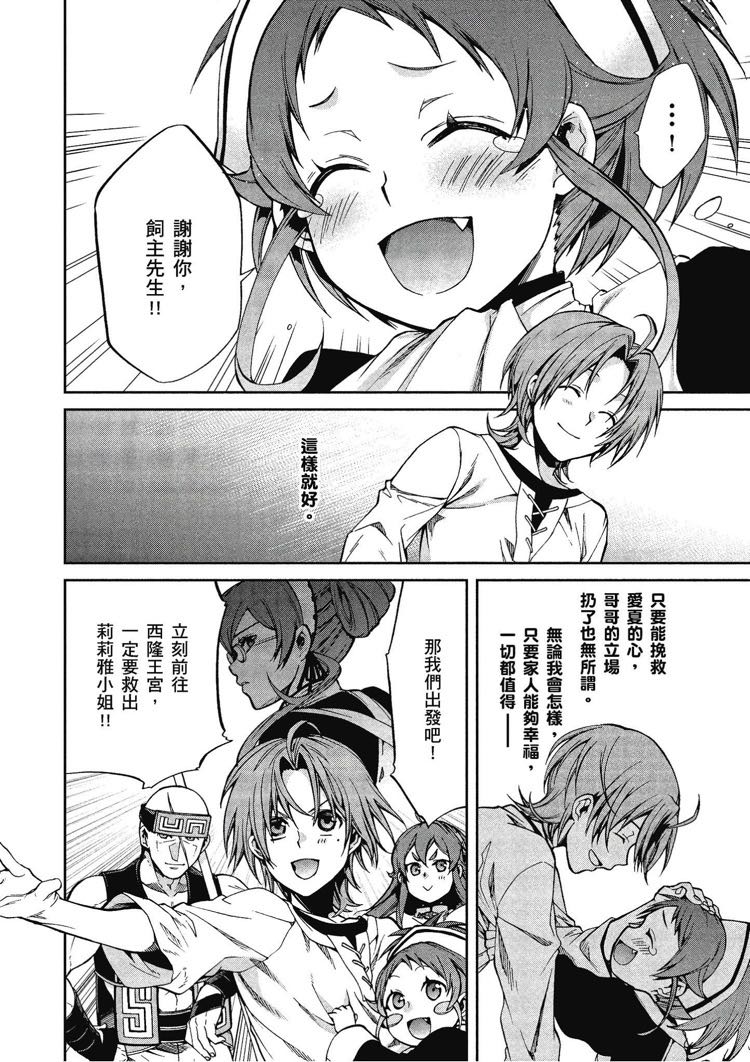 …！
謝謝你，
飼主先生!!
這樣就好。
只要能挽救
愛夏的心，
哥哥的立場
扔了也無所謂。
無論我會怎樣，
只要家人能夠幸福，
一切都值得——
那我們出發吧！
立刻前往
西隆王宮，
一定要救出
莉莉雅小姐!!